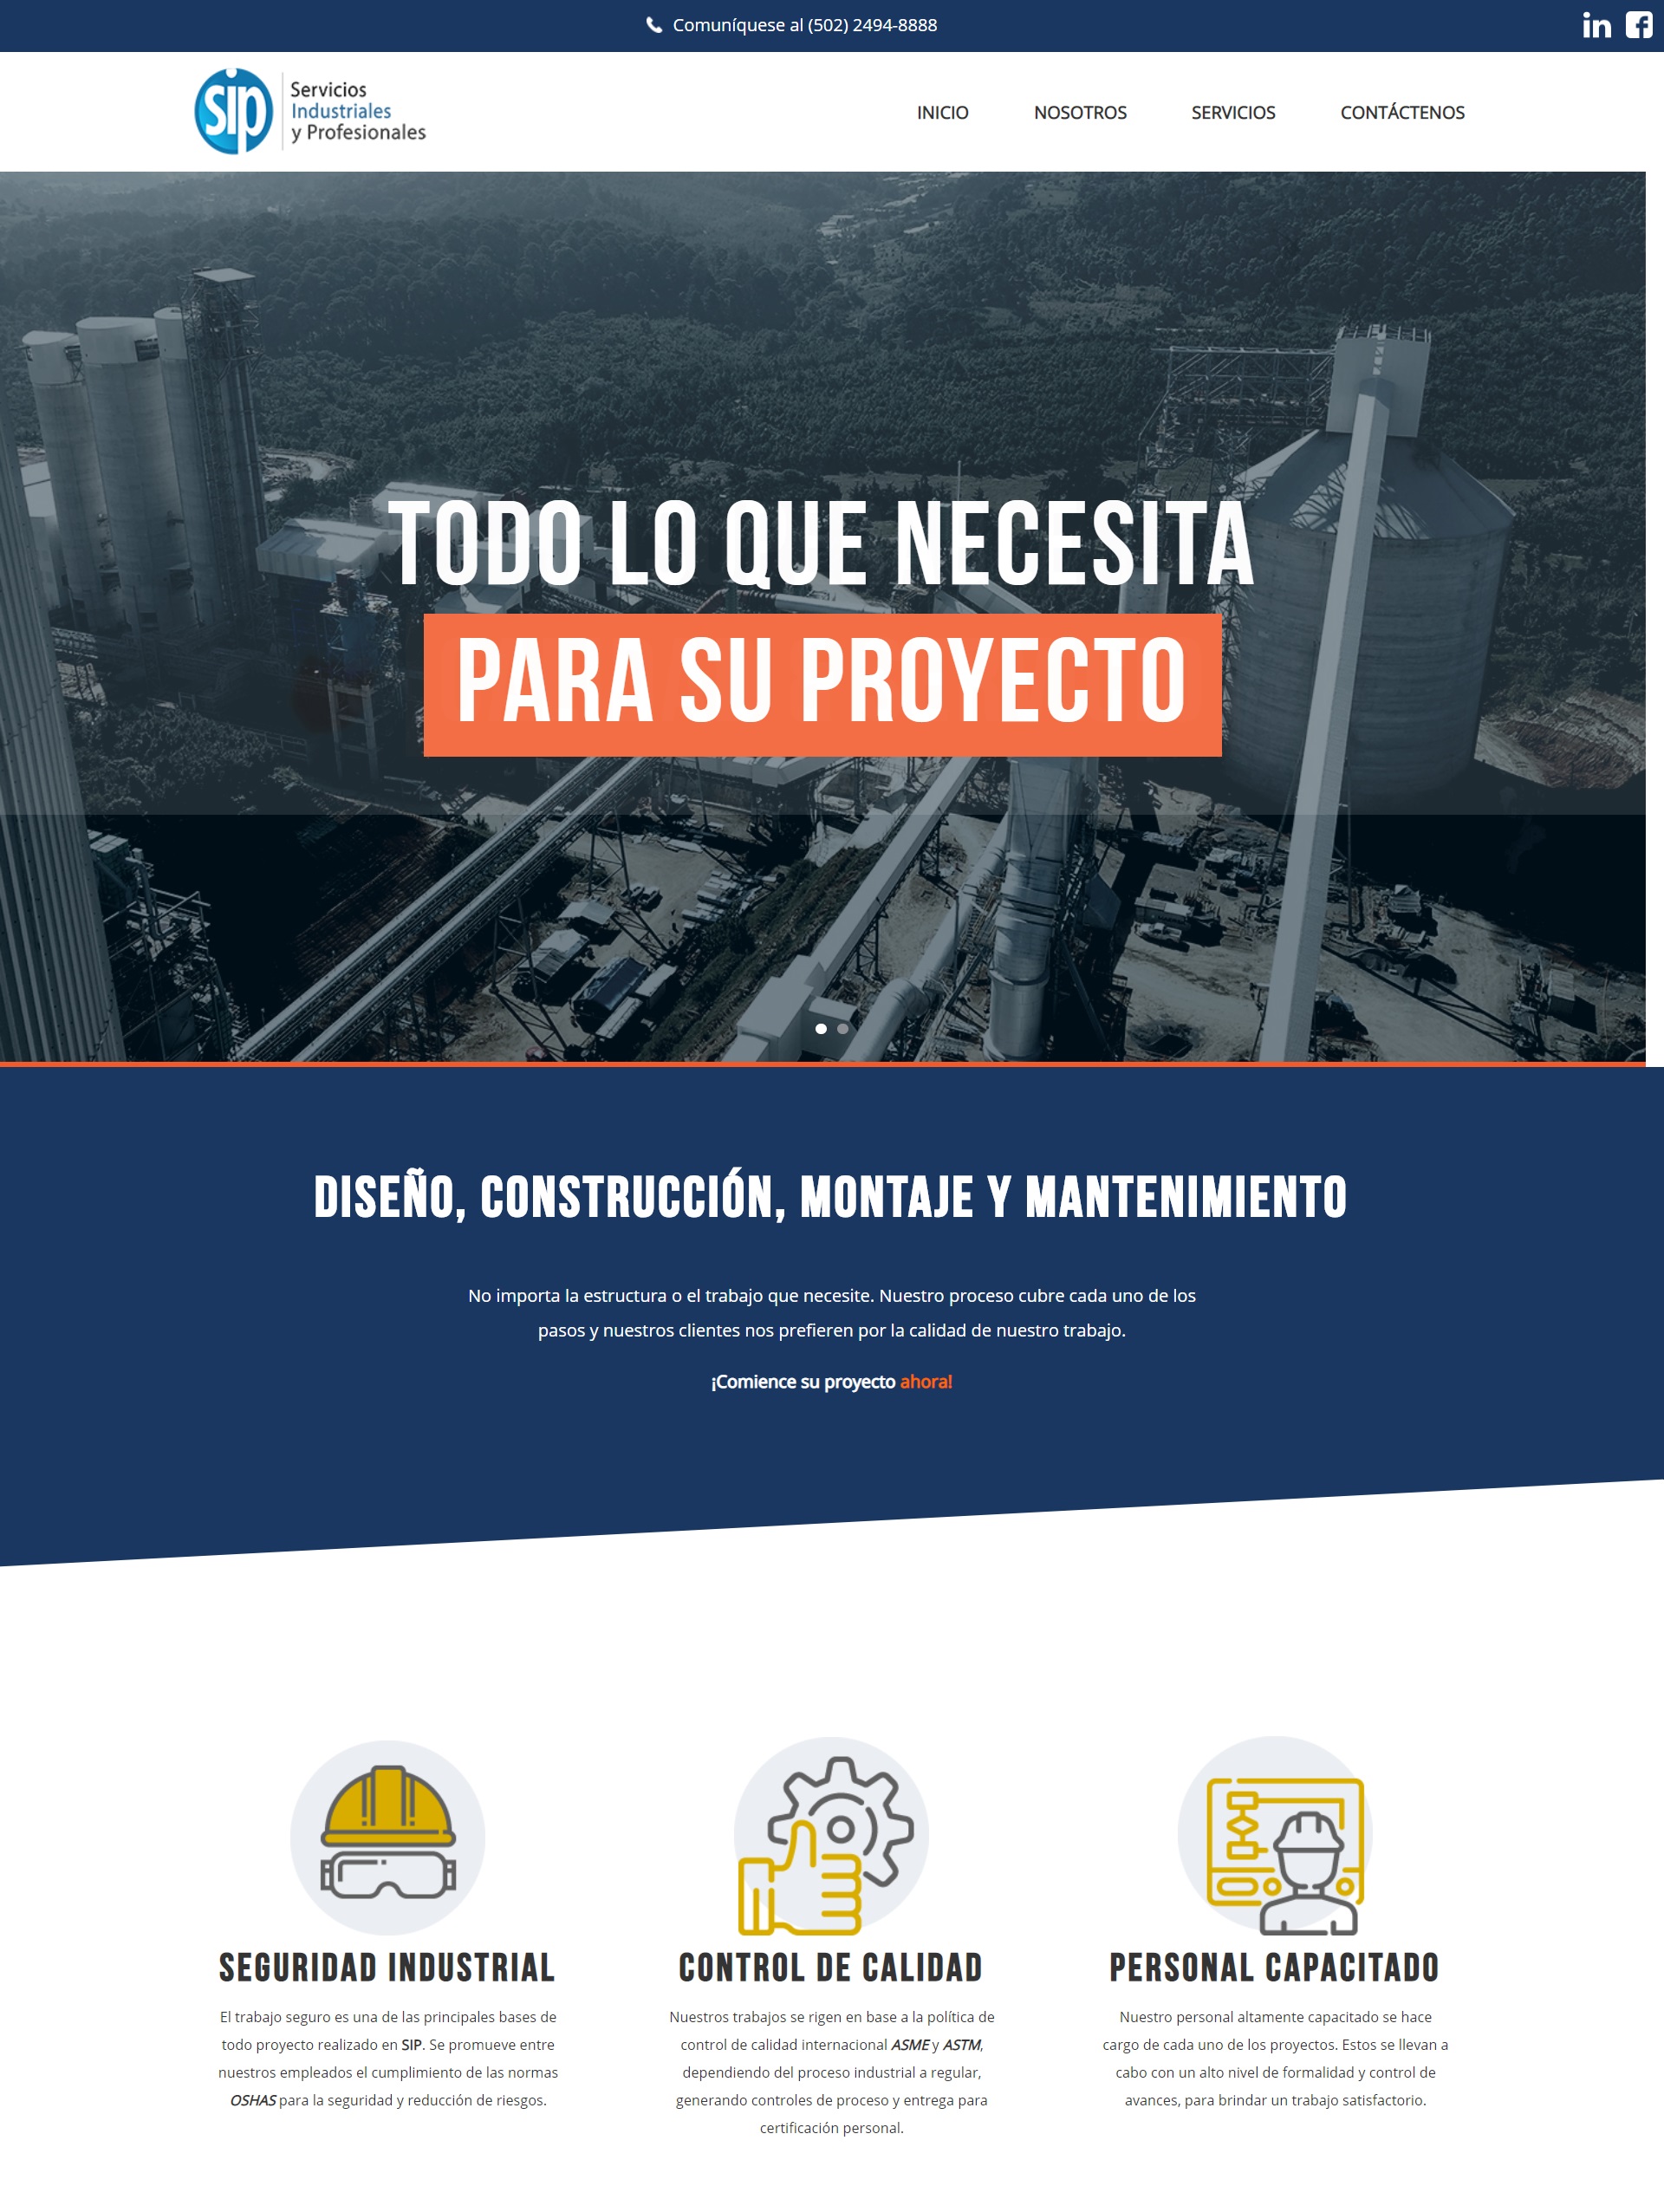 Comuníquese al (502) 2494-8888
sip
Servicios
Industriales
y Profesionales
INICIO
NOSOTROS
SERVICIOS
CONTÁCTENOS
TODO LO QUE NECESITA
PARA SU PROYECTO
DISEÑO, CONSTRUCCIÓN, MONTAJE Y MANTENIMIENTO
No importa la estructura o el trabajo que necesite. Nuestro proceso cubre cada uno de los
pasos y nuestros clientes nos prefieren por la calidad de nuestro trabajo.
¡Comience su proyecto ahora!
SEGURIDAD INDUSTRIAL
El trabajo seguro es una de las principales bases de
todo proyecto realizado en SIP. Se promueve entre
nuestros empleados el cumplimiento de las normas
OSHAS para la seguridad y reducción de riesgos.
CONTROL DE CALIDAD
Nuestros trabajos se rigen en base a la política de
control de calidad internacional ASME y ASTM,
dependiendo del proceso industrial a regular,
generando controles de proceso y entrega para
certificación personal.
PERSONAL CAPACITADO
Nuestro personal altamente capacitado se hace
cargo de cada uno de los proyectos. Estos se llevan a
cabo con un alto nivel de formalidad y control de
avances, para brindar un trabajo satisfactorio.